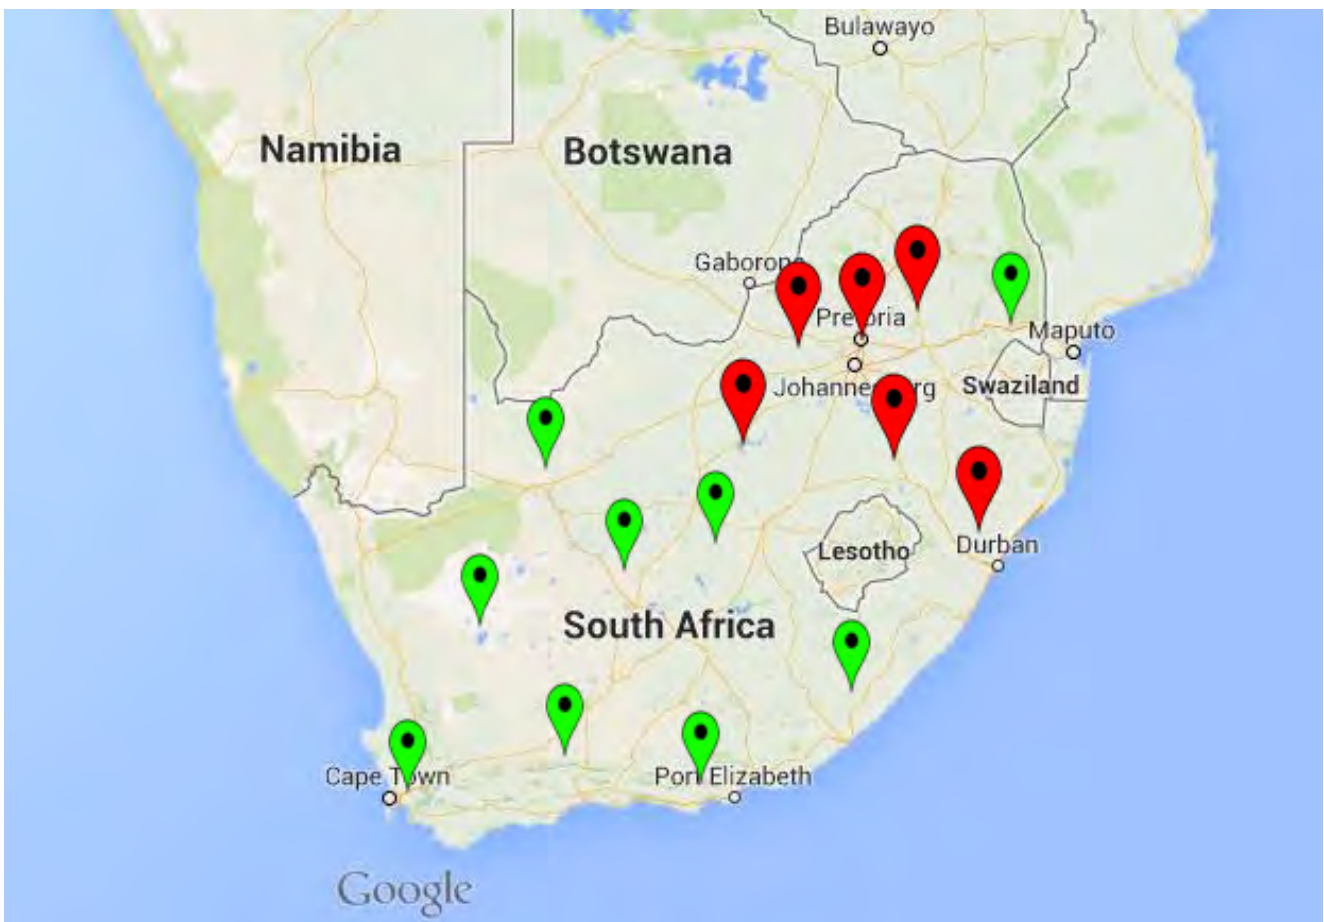 Bulawayo
Namibia
Botswana
Gaborone
Pretoria
Maputo
Johannesburg
Swaziland
Lesotho
Durban
South Africa
Cape Town
Port Elizabeth
Google